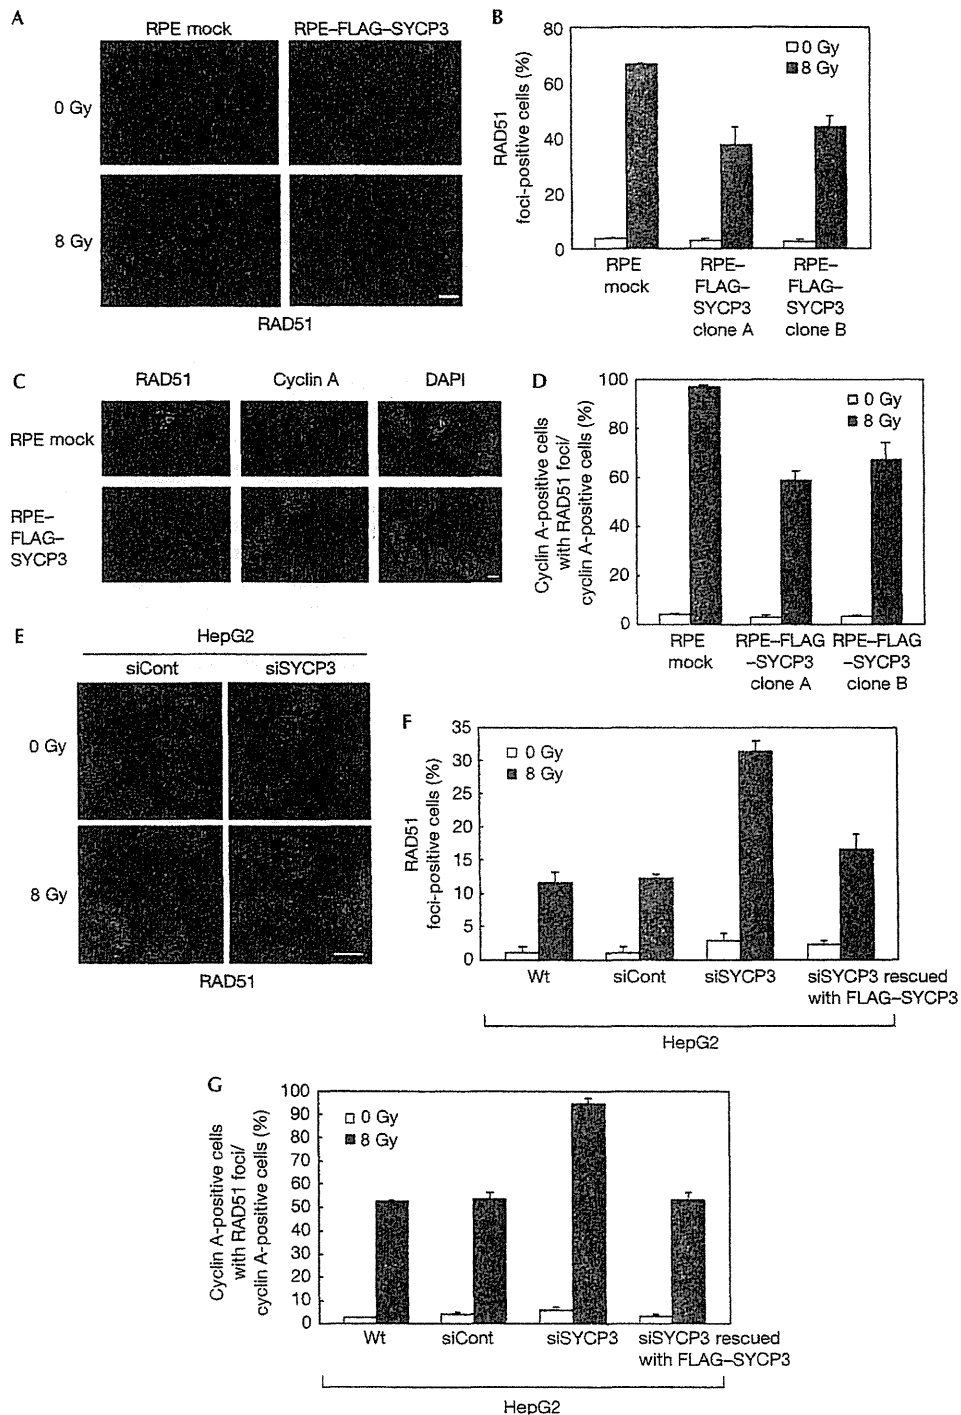 A
RPE mock
RPE–FLAG–SYCP3
0 Gy
8 Gy
RAD51
B
RAD51
foci-positive cells (%)
80
60
40
20
0
0 Gy
8 Gy
RPE
mock
RPE–
FLAG–
SYCP3
clone A
RPE–
FLAG–
SYCP3
clone B
C
RAD51
Cyclin A
DAPI
RPE mock
RPE–
FLAG–
SYCP3
D
Cyclin A-positive cells
with RAD51 foci/
cyclin A-positive cells (%)
100
80
60
40
20
0
0 Gy
8 Gy
RPE
mock
RPE–FLAG
–SYCP3
clone A
RPE–FLAG
–SYCP3
clone B
E
HepG2
siCont
siSYCP3
0 Gy
8 Gy
RAD51
F
RAD51
foci-positive cells (%)
35
30
25
20
15
10
5
0
0 Gy
8 Gy
Wt
siCont
siSYCP3
siSYCP3 rescued
with FLAG–SYCP3
HepG2
G
Cyclin A-positive cells
with RAD51 foci/
cyclin A-positive cells (%)
100
90
80
70
60
50
40
30
20
10
0
0 Gy
8 Gy
Wt
siCont
siSYCP3
siSYCP3 rescued
with FLAG–SYCP3
HepG2